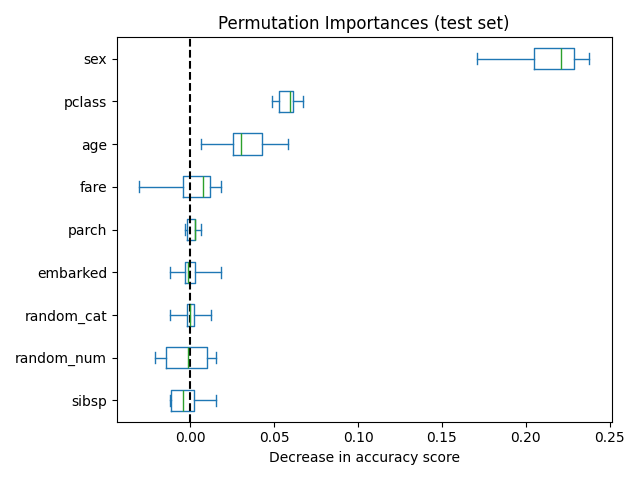 Permutation Importances (test set)
sex
pclass
age
fare
parch
embarked
random_cat
random_num
sibsp
0.00 0.05 0.10 0.15 0.20 0.25
Decrease in accuracy score